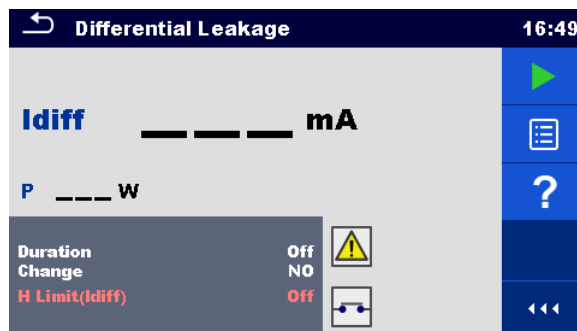 Differential Leakage 16:49
Idiff _ _ _ mA
P _ _ _ W
?
Duration Off
Change NO
H Limit(Idiff) Off